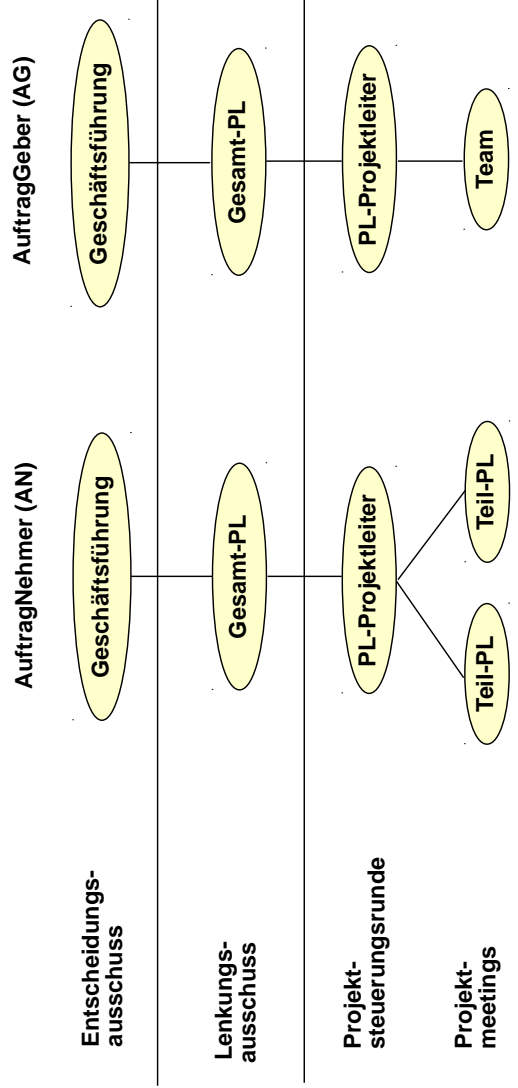 AuftragNehmer (AN)
AuftragGeber (AG)
Entscheidungs-
ausschuss
Geschäftsführung
Geschäftsführung
Lenkungs-
ausschuss
Gesamt-PL
Gesamt-PL
Projekt-
steuerungsrunde
PL-Projektleiter
PL-Projektleiter
Projekt-
meetings
Teil-PL
Teil-PL
Team